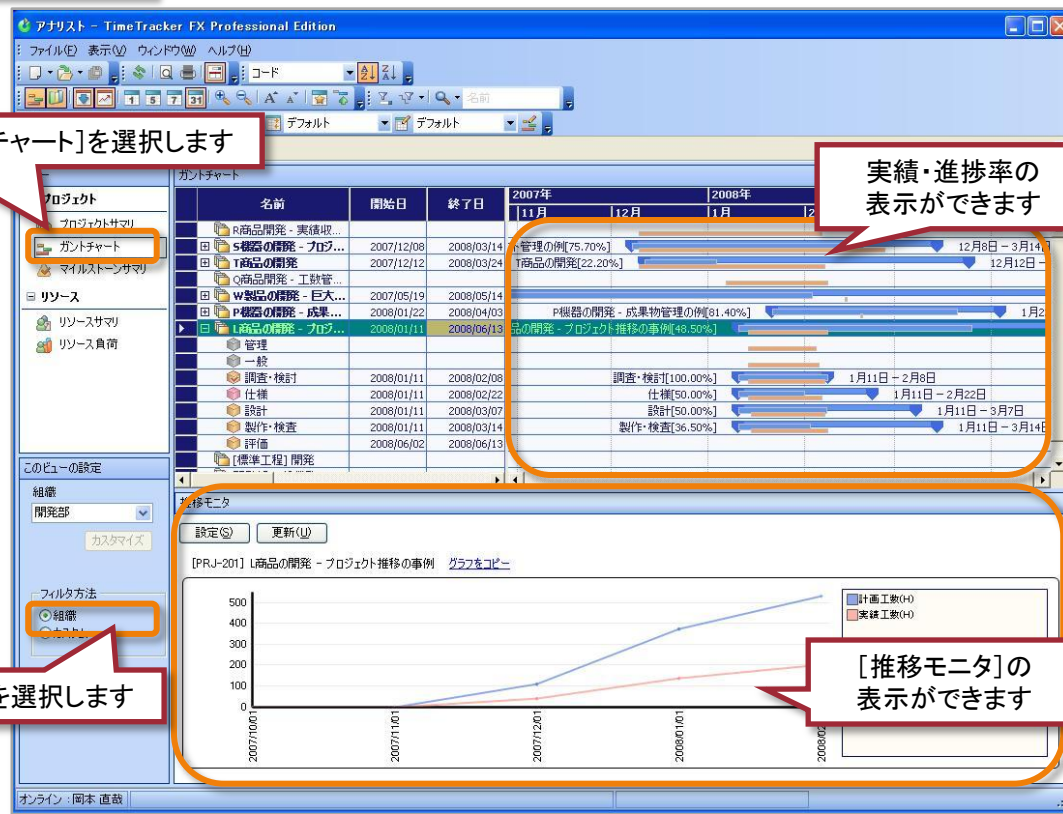 アナリスト - TimeTracker FX Professional Edition
ファイル(F) 表示(V) ウィンドウ(W) ヘルプ(H)
コード
1 5 7 31 名前
デフォルト デフォルト
チャート]を選択します
実績・進捗率の
表示ができます
プロジェクト
プロジェクトサマリ
ガントチャート
マイルストーンサマリ
リソース
リソースサマリ
リソース負荷
ガントチャート
名前 開始日 終了日 2007年 2008年
11月 12月 1月
R商品開発 - 実績収...
S機器の開発 - プロジ... 2007/12/08 2008/03/14 管理の例[75.70%] 12月8日 - 3月14日
T商品の開発 2007/12/12 2008/03/24 T商品の開発[22.20%] 12月12日 -
Q商品開発 - 工数管...
W製品の開発 - 巨大... 2007/05/19 2008/05/14
P機器の開発 - 成果... 2008/01/22 2008/04/03 P機器の開発 - 成果物管理の例[81.40%] 1月2
L商品の開発 - プロジ... 2008/01/11 2008/06/13 品の開発 - プロジェクト推移の事例[48.50%]
管理
一般
調査・検討 2008/01/11 2008/02/08 調査・検討[100.00%] 1月11日 - 2月8日
仕様 2008/01/11 2008/02/22 仕様[50.00%] 1月11日 - 2月22日
設計 2008/01/11 2008/03/07 設計[50.00%] 1月11日 - 3月7日
製作・検査 2008/01/11 2008/03/14 製作・検査[36.50%] 1月11日 - 3月14日
評価 2008/06/02 2008/06/13
[標準工程] 開発
このビューの設定
組織
開発部
カスタマイズ
フィルタ方法
組織
を選択します
推移モニタ
設定(S) 更新(U)
[PRJ-201] L商品の開発 - プロジェクト推移の事例 グラフをコピー
500
400
300
200
100
0
2007/10/01
2007/11/01
2007/12/01
2008/01/01
2008/02
計画工数(H)
実績工数(H)
[推移モニタ]の
表示ができます
オンライン : 岡本 直哉